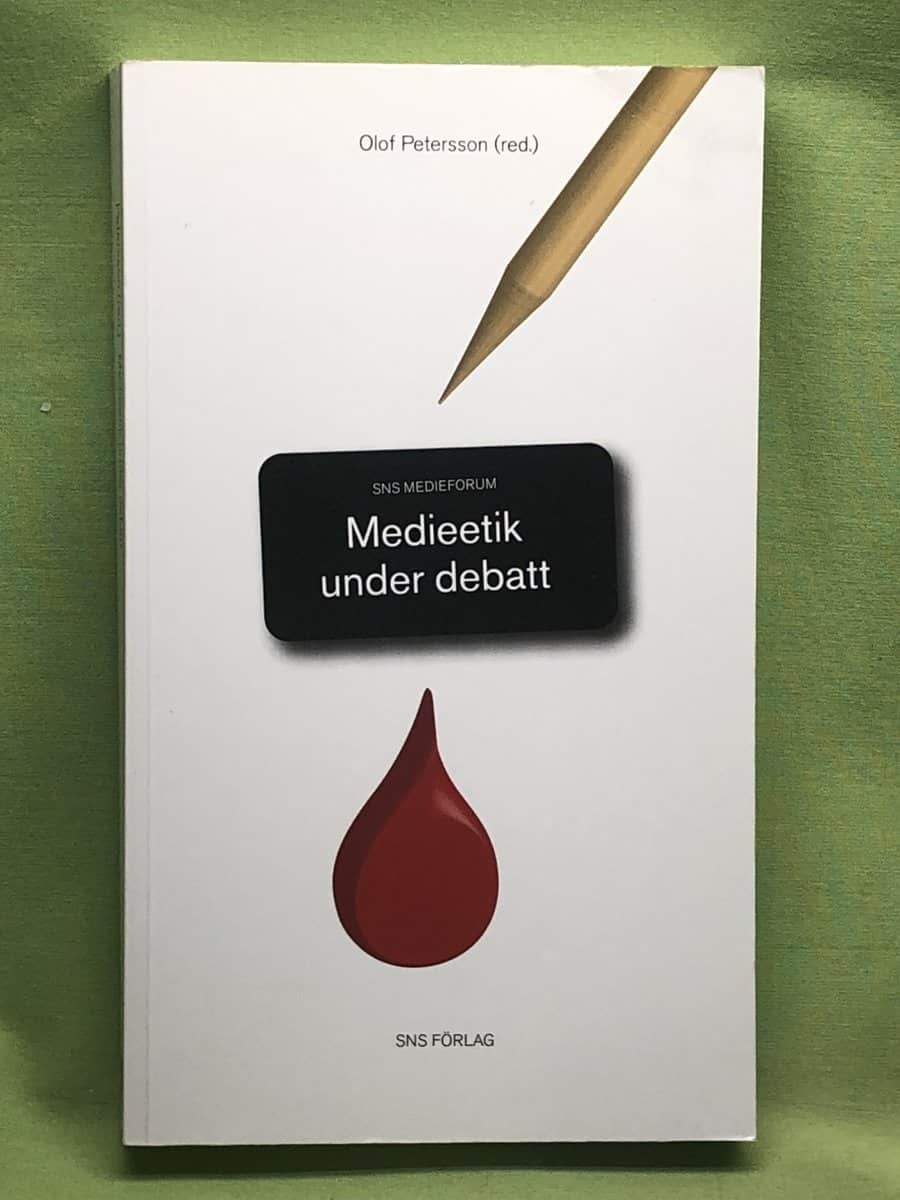 Olof Petersson (red.)
SNS MEDIEFORUM
Medieetik
under debatt
SNS FÖRLAG